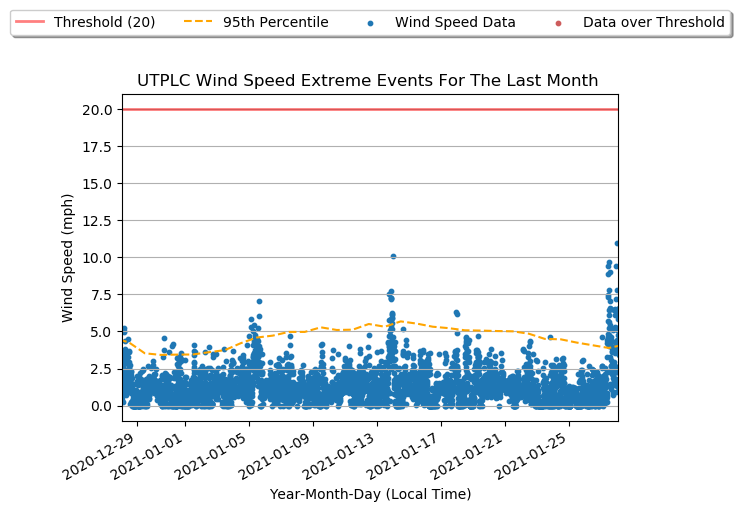 Threshold (20) 95th Percentile Wind Speed Data Data over Threshold
UTPLC Wind Speed Extreme Events For The Last Month
20.0
17.5
15.0
12.5
10.0
7.5
5.0
2.5
0.0
Wind Speed (mph)
2020-12-29 2021-01-01 2021-01-05 2021-01-09 2021-01-13 2021-01-17 2021-01-21 2021-01-25
Year-Month-Day (Local Time)